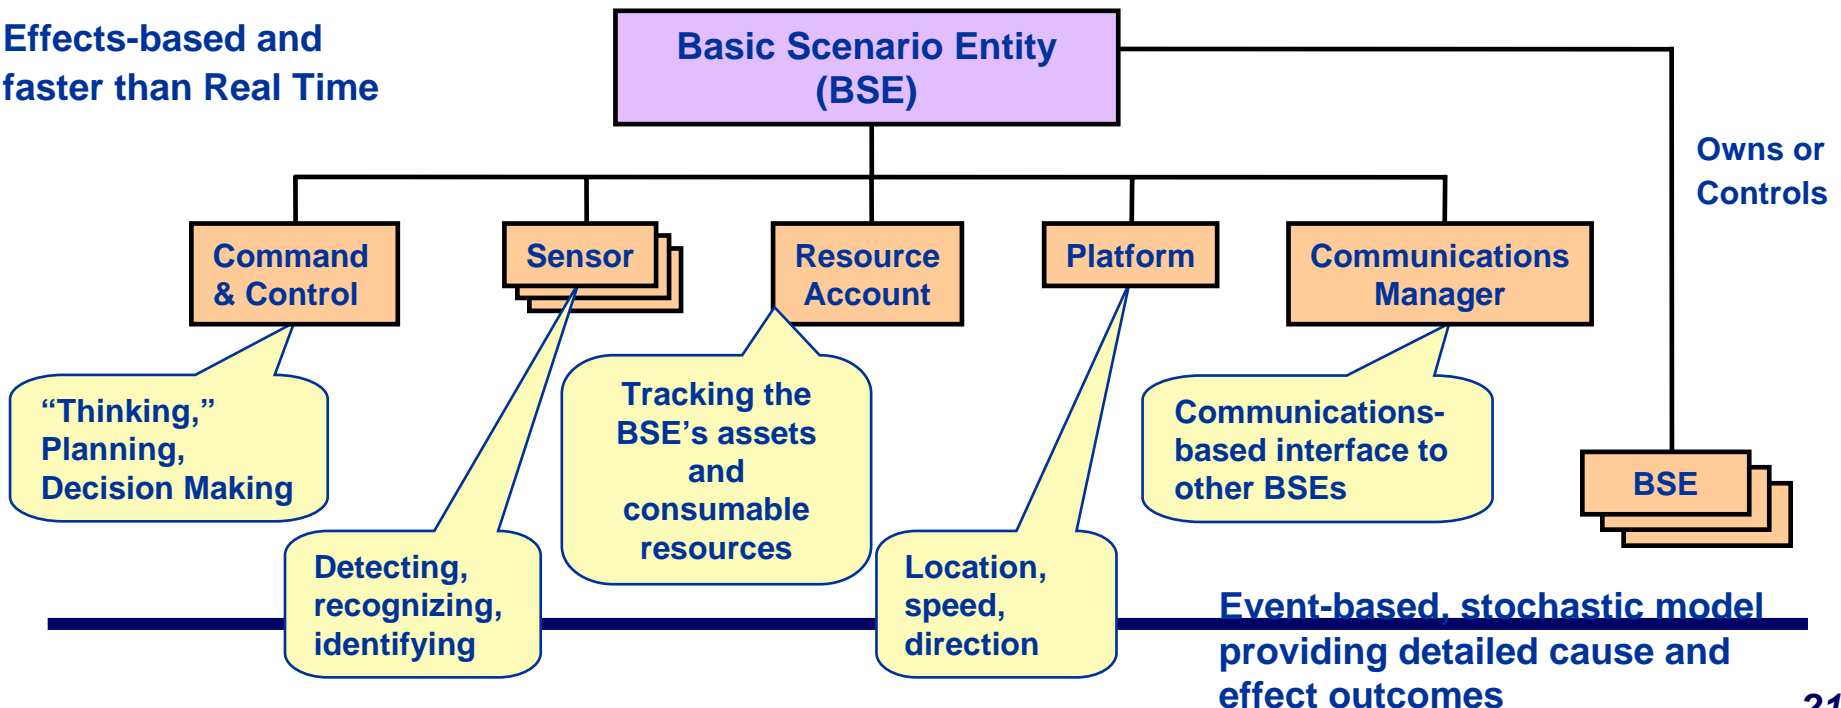 Effects-based and
faster than Real Time
Basic Scenario Entity
(BSE)
Owns or
Controls
Command
& Control
Sensor
Resource
Account
Platform
Communications
Manager
“Thinking,”
Planning,
Decision Making
Detecting,
recognizing,
identifying
Tracking the
BSE’s assets
and
consumable
resources
Location,
speed,
direction
Communications-
based interface to
other BSEs
BSE
Event-based, stochastic model
providing detailed cause and
effect outcomes
21